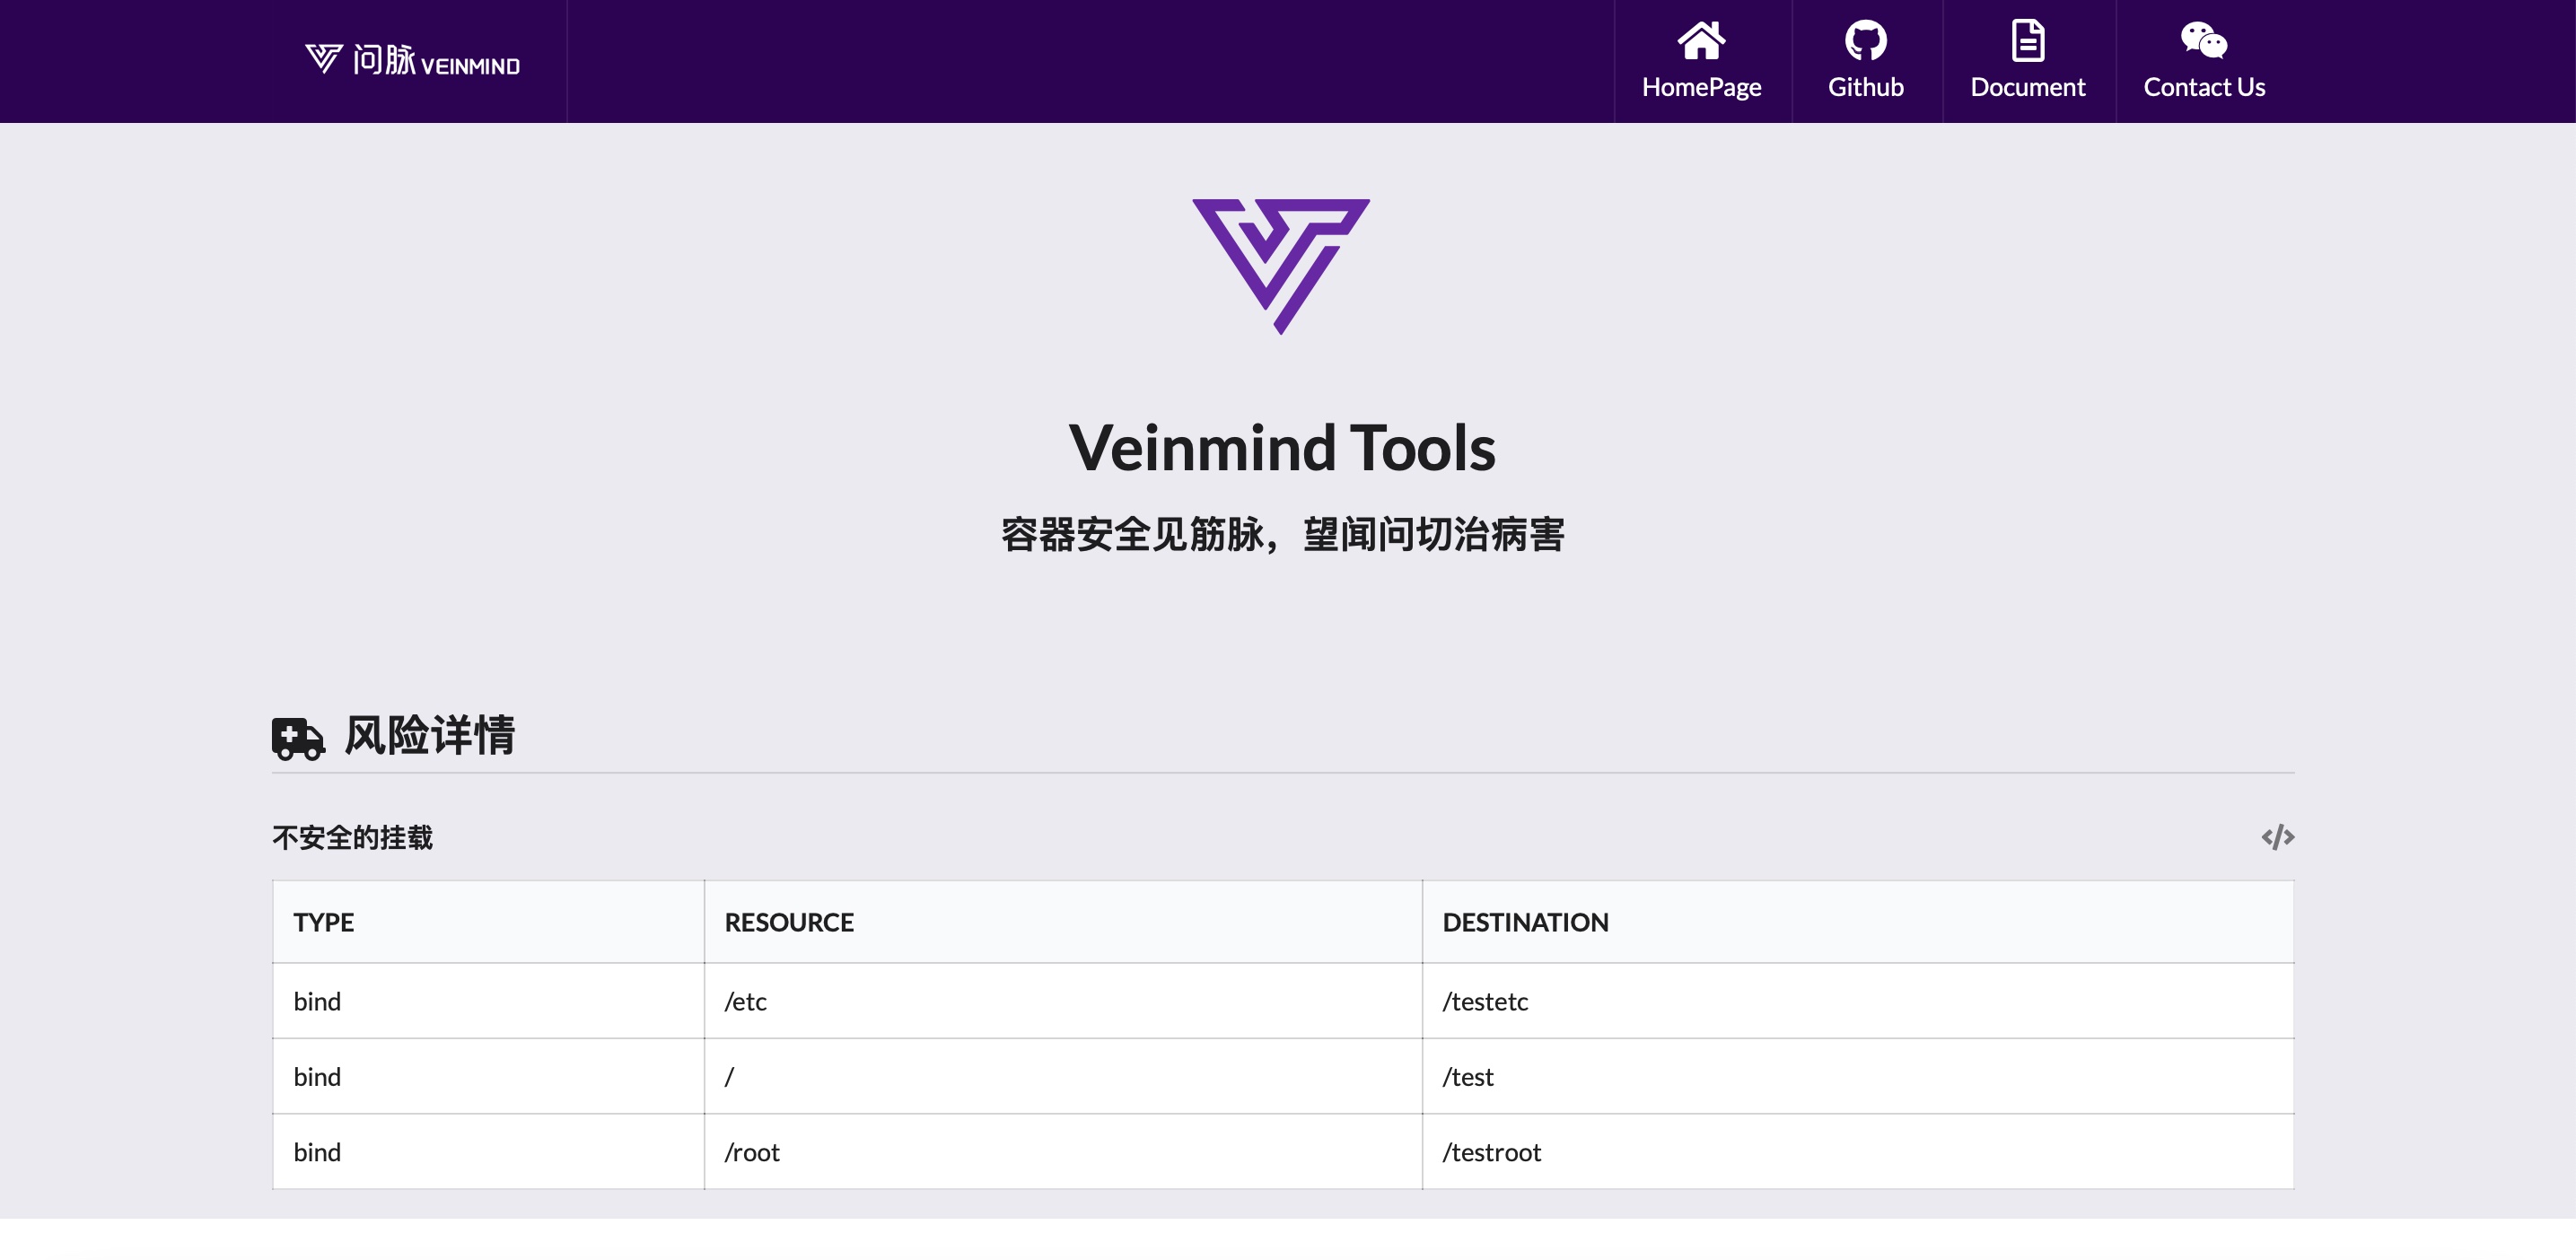 问脉 VEINMIND
HomePage
Github
Document
Contact Us
Veinmind Tools
容器安全见筋脉，望闻问切治病害
风险详情
不安全的挂载
TYPE RESOURCE DESTINATION
bind /etc /testetc
bind / /test
bind /root /testroot